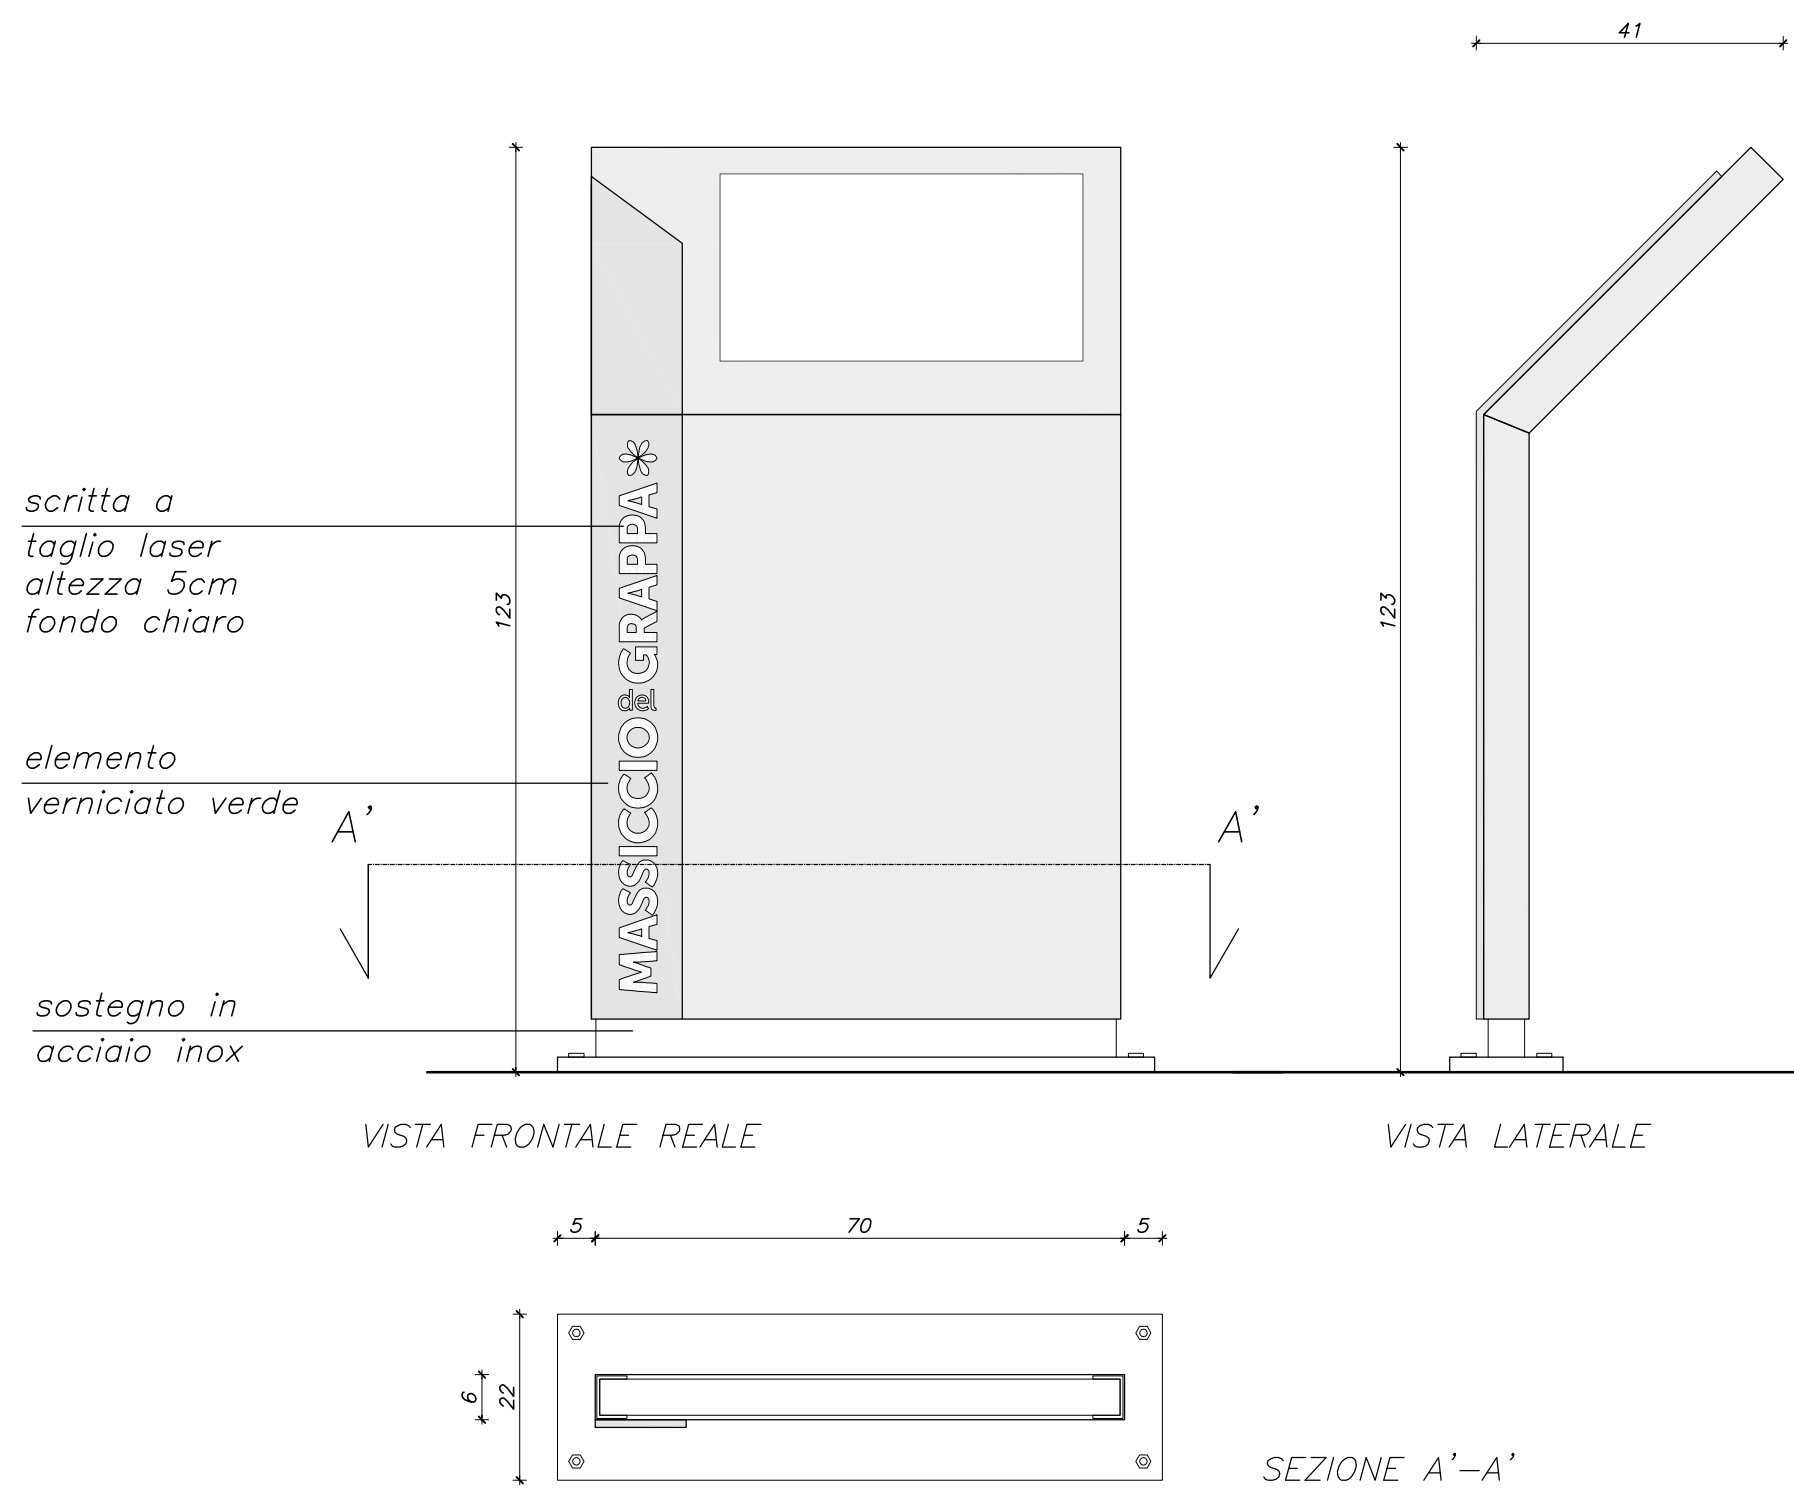 41
scritta a
taglio laser
altezza 5cm
fondo chiaro
123
123
MASSICCIO del GRAPPA
elemento
verniciato verde
A'
A'
sostegno in
acciaio inox
VISTA FRONTALE REALE
VISTA LATERALE
5
70
5
6
22
SEZIONE A'-A'